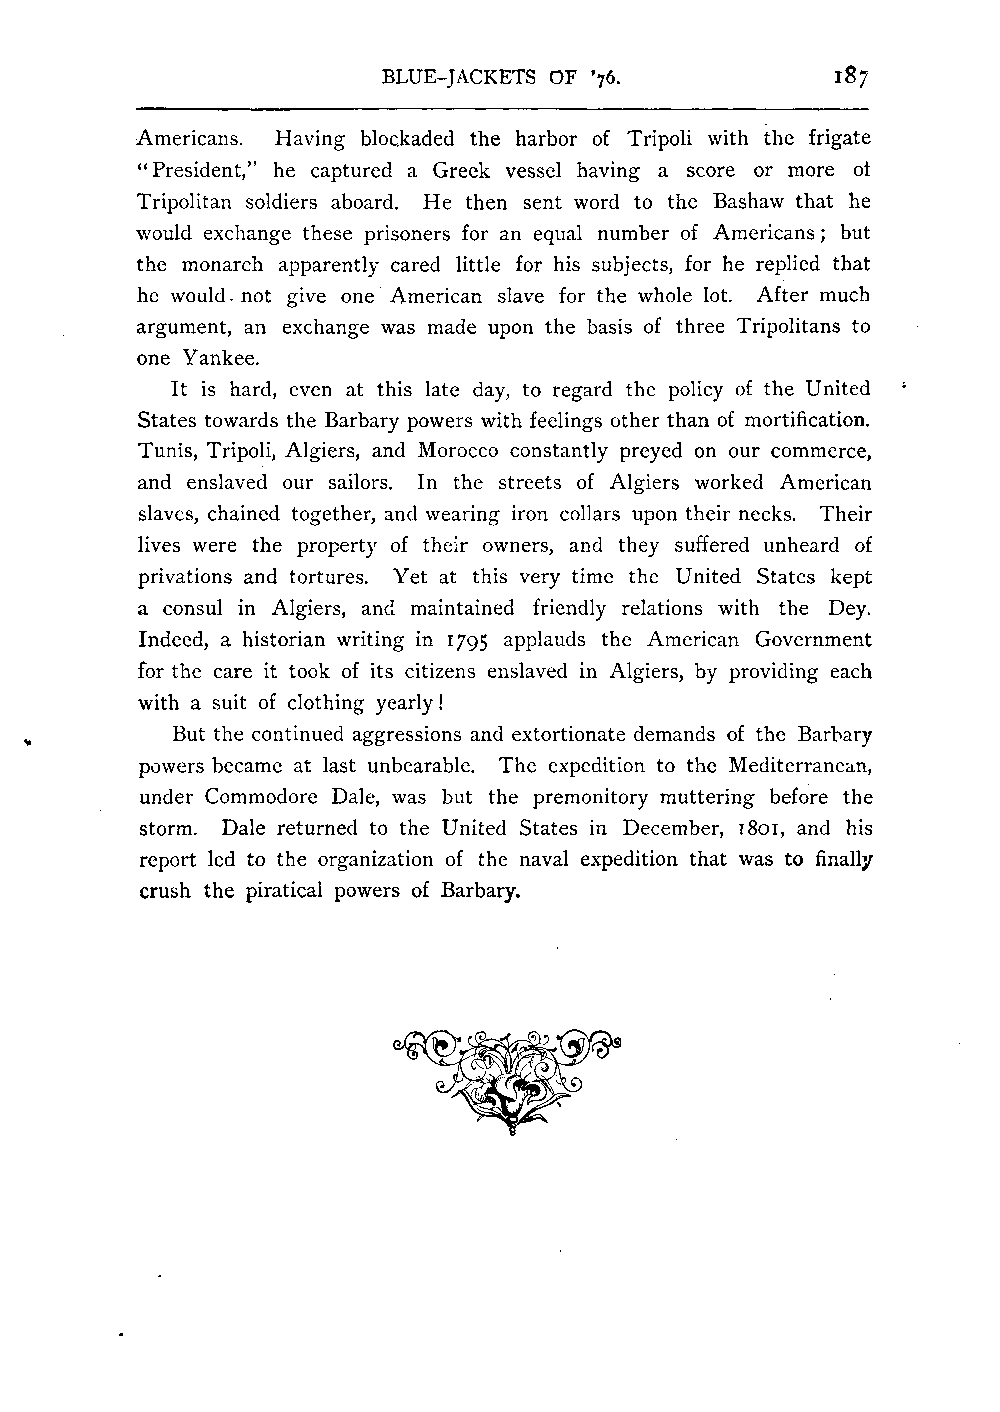 BLUE-JACKETS OF '76. 187
Americans. Having blockaded the harbor of Tripoli with the frigate
"President," he captured a Greek vessel having a score or more of
Tripolitan soldiers aboard. He then sent word to the Bashaw that he
would exchange these prisoners for an equal number of Americans; but
the monarch apparently cared little for his subjects, for he replied that
he would not give one American slave for the whole lot. After much
argument, an exchange was made upon the basis of three Tripolitans to
one Yankee.
It is hard, even at this late day, to regard the policy of the United
States towards the Barbary powers with feelings other than of mortification.
Tunis, Tripoli, Algiers, and Morocco constantly preyed on our commerce,
and enslaved our sailors. In the streets of Algiers worked American
slaves, chained together, and wearing iron collars upon their necks. Their
lives were the property of their owners, and they suffered unheard of
privations and tortures. Yet at this very time the United States kept
a consul in Algiers, and maintained friendly relations with the Dey.
Indeed, a historian writing in 1795 applauds the American Government
for the care it took of its citizens enslaved in Algiers, by providing each
with a suit of clothing yearly!
But the continued aggressions and extortionate demands of the Barbary
powers became at last unbearable. The expedition to the Mediterranean,
under Commodore Dale, was but the premonitory muttering before the
storm. Dale returned to the United States in December, 1801, and his
report led to the organization of the naval expedition that was to finally
crush the piratical powers of Barbary.